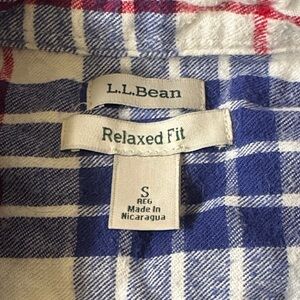 L.L.Bean
Relaxed Fit
S
REG
Made In
Nicaragua